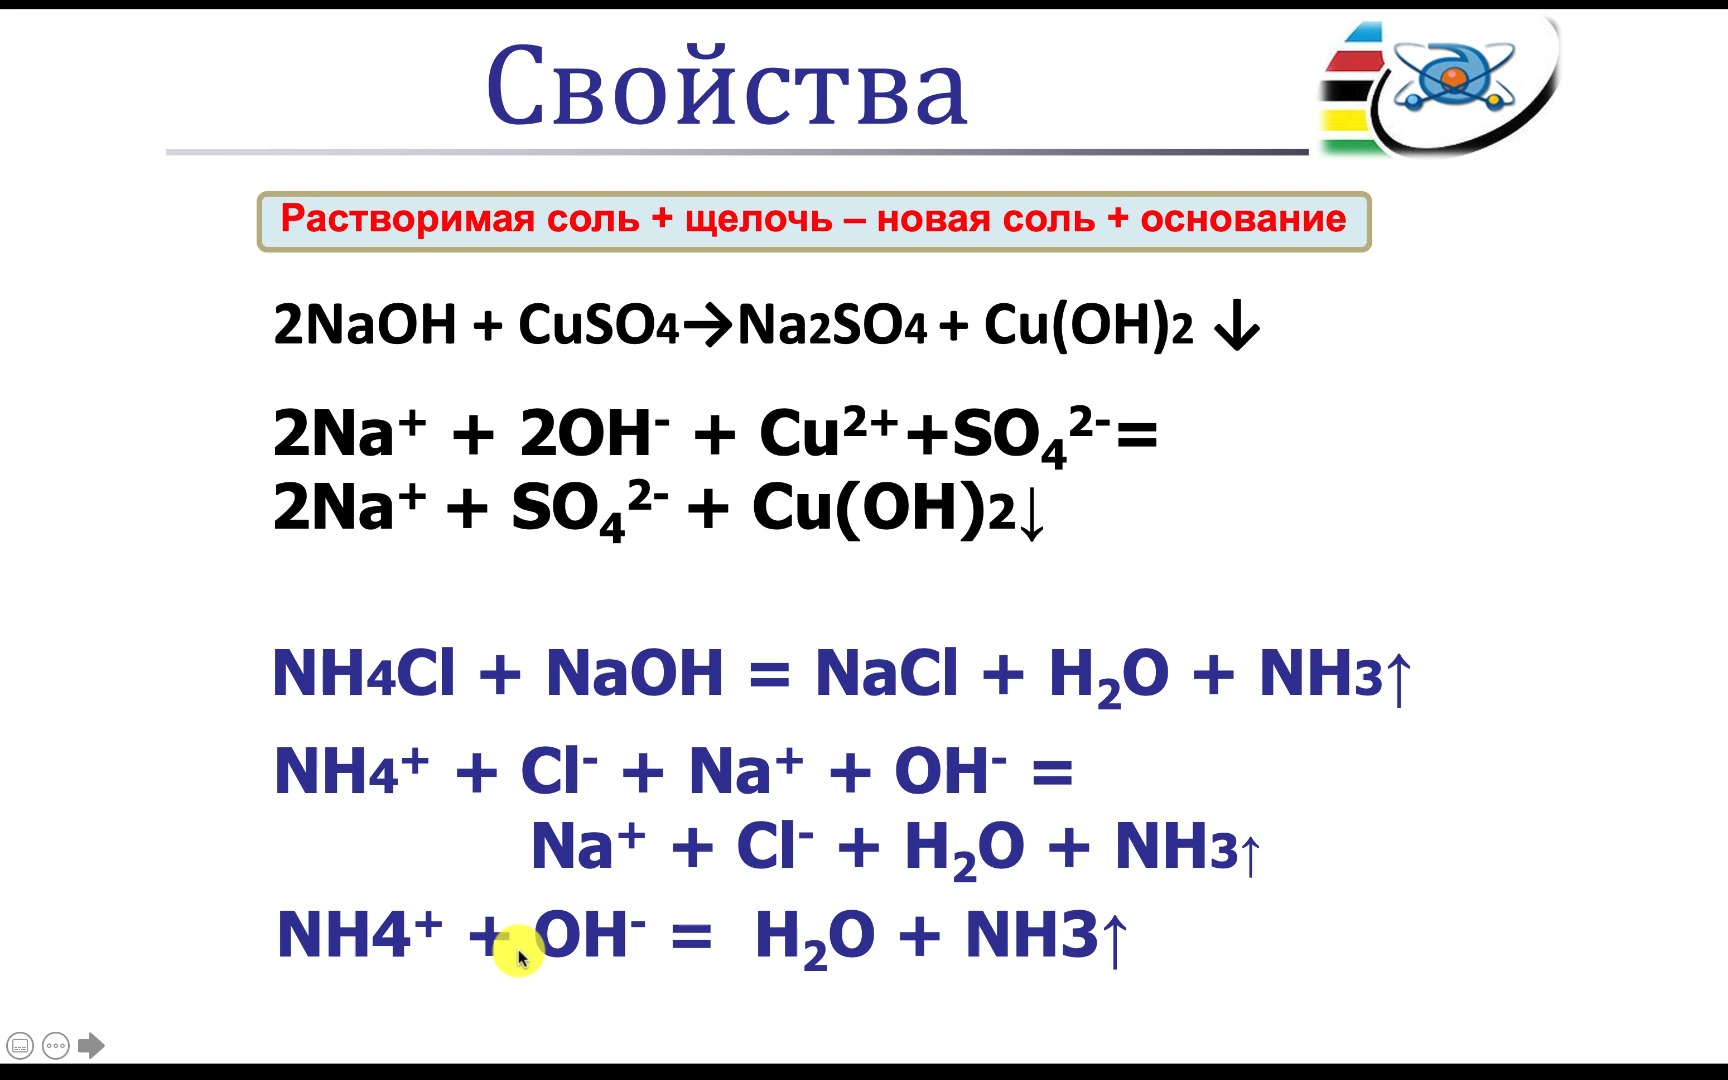 Свойства
Растворимая соль + щелочь – новая соль + основание
2NaOH + CuSO4→Na2SO4 + Cu(OH)2 ↓
2Na⁺ + 2OH⁻ + Cu²⁺+SO₄²⁻=
2Na⁺ + SO₄²⁻ + Cu(OH)2↓
NH4Cl + NaOH = NaCl + H₂O + NH3↑
NH4⁺ + Cl⁻ + Na⁺ + OH⁻ =
Na⁺ + Cl⁻ + H₂O + NH3↑
NH4⁺ + OH⁻ = H₂O + NH3↑